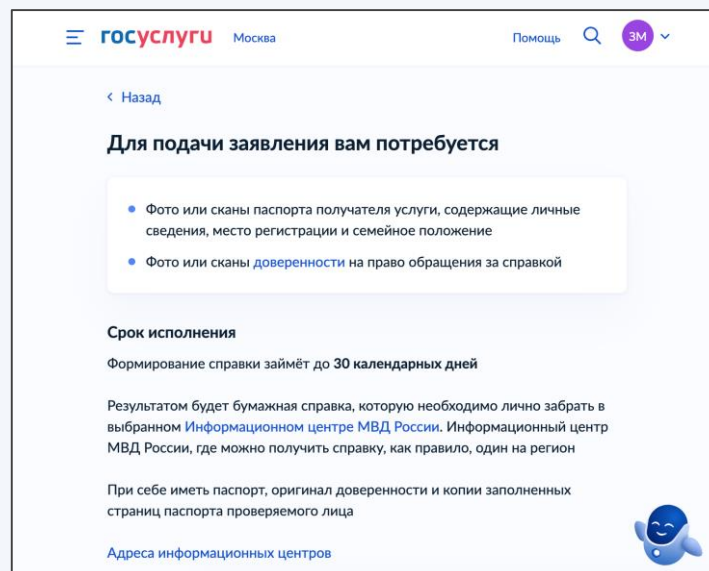 госуслуги Москва Помощь ЗМ
Назад
Для подачи заявления вам потребуется
Фото или сканы паспорта получателя услуги, содержащие личные
сведения, место регистрации и семейное положение
Фото или сканы доверенности на право обращения за справкой
Срок исполнения
Формирование справки займёт до 30 календарных дней
Результатом будет бумажная справка, которую необходимо лично забрать в
выбранном Информационном центре МВД России. Информационный центр
МВД России, где можно получить справку, как правило, один на регион
При себе иметь паспорт, оригинал доверенности и копии заполненных
страниц паспорта проверяемого лица
Адреса информационных центров